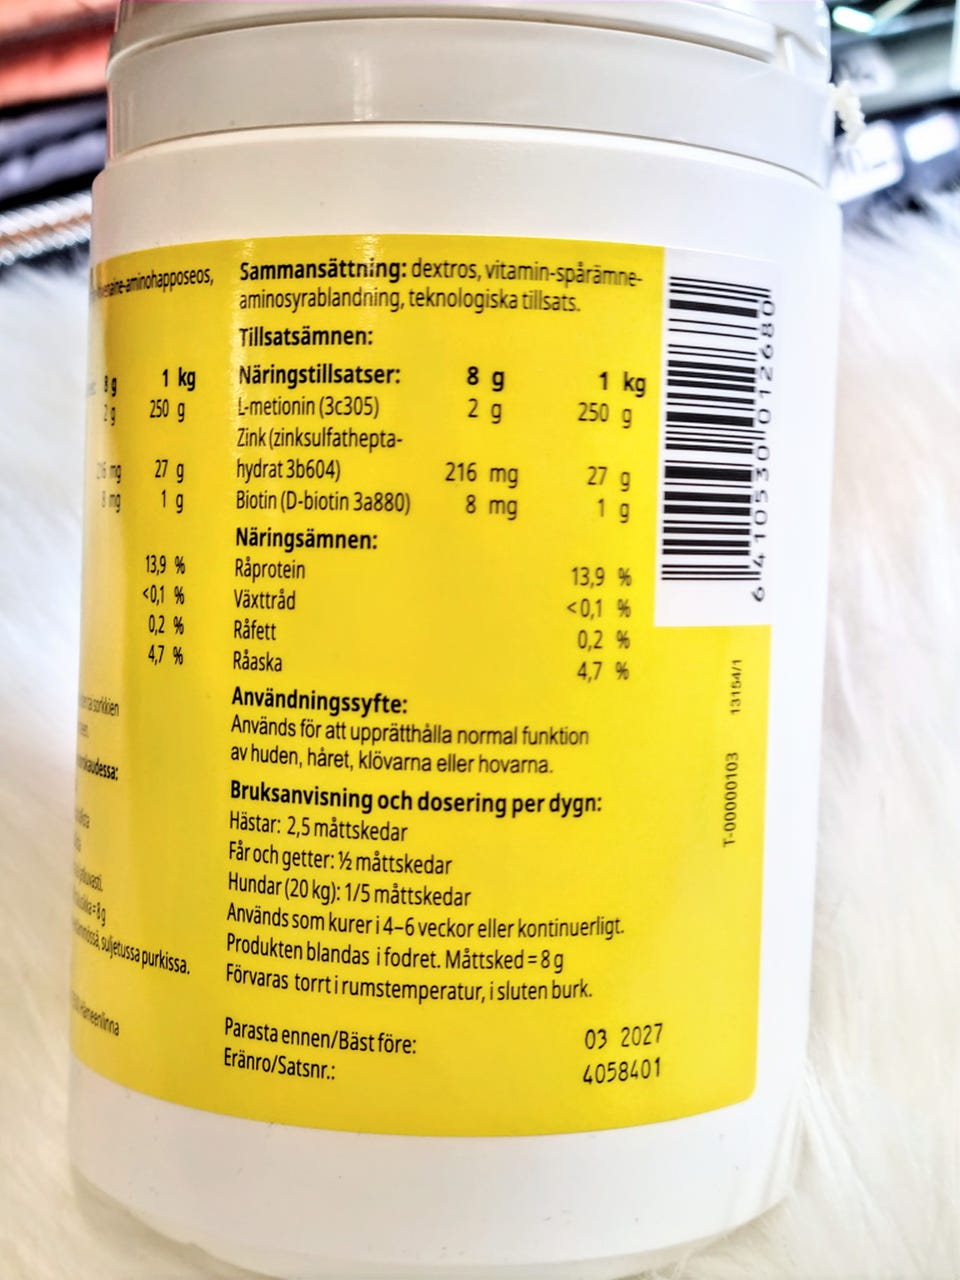 8 g 1 kg
2 g 250 g
27 g
8 mg 1 g
13,9 %
<0,1 %
0,2 %
4,7 %
suljetussa purkissa.
Hämeenlinna
Sammansättning: dextros, vitamin-spårämne-
aminosyrablandning, teknologiska tillsats.
Tillsatsämnen:
Näringstillsatser: 8 g 1 kg
L-metionin (3c305) 2 g 250 g
Zink (zinksulfathepta-
hydrat 3b604) 216 mg 27 g
Biotin (D-biotin 3a880) 8 mg 1 g
Näringsämnen:
Råprotein 13,9 %
Växttråd <0,1 %
Råfett 0,2 %
Råaska 4,7 %
Användningssyfte:
Används för att upprätthålla normal funktion
av huden, håret, klövarna eller hovarna.
Bruksanvisning och dosering per dygn:
Hästar: 2,5 måttskedar
Får och getter: ½ måttskedar
Hundar (20 kg): 1/5 måttskedar
Används som kurer i 4–6 veckor eller kontinuerligt.
Produkten blandas i fodret. Måttsked = 8 g
Förvaras torrt i rumstemperatur, i sluten burk.
Parasta ennen/Bäst före: 03 2027
Eränro/Satsnr.: 4058401
6 410530 012680
T-00000103 13154/1